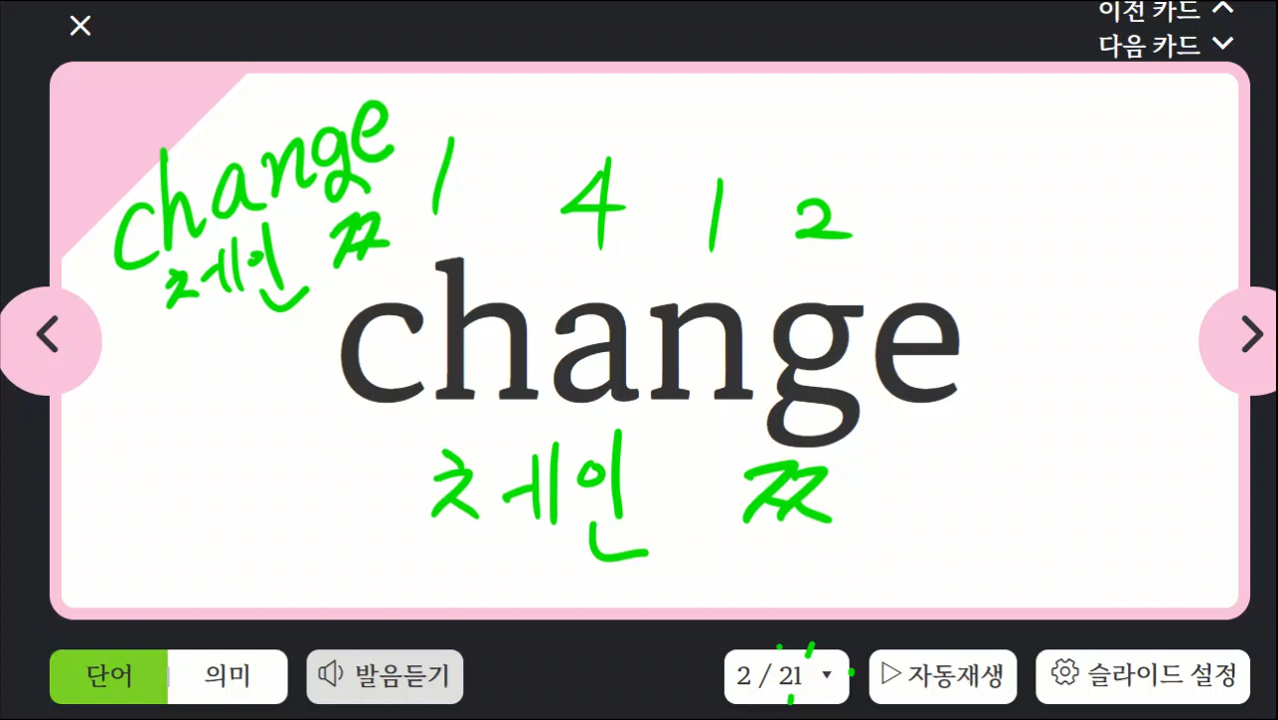 이전 카드
다음 카드
change
체인 ㅉ
1 4 1 2
change
체인 ㅉ
단어 의미 발음듣기 2 / 21 자동재생 슬라이드 설정